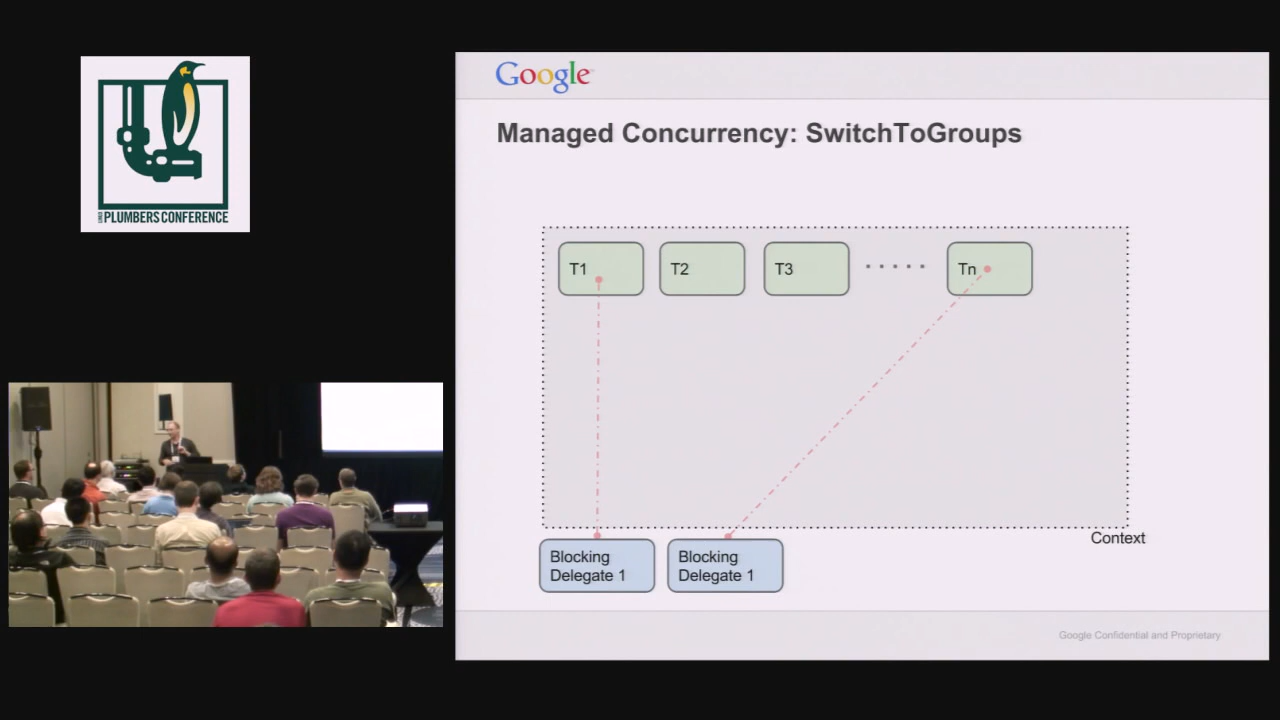 LINUX PLUMBERS CONFERENCE
Google
Managed Concurrency: SwitchToGroups
T1
T2
T3
Tn
Context
Blocking
Delegate 1
Blocking
Delegate 1
Google Confidential and Proprietary